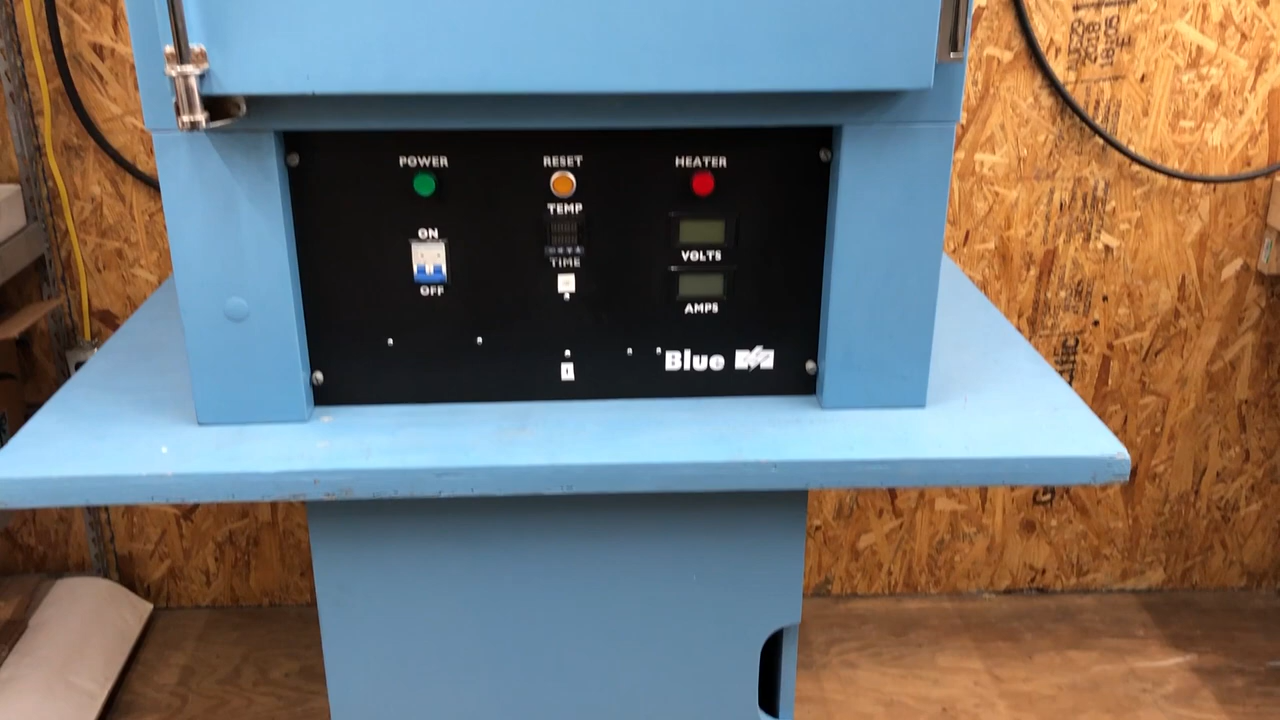 POWER
RESET
HEATER
TEMP
ON
VOLTS
TIME
OFF
AMPS
Blue